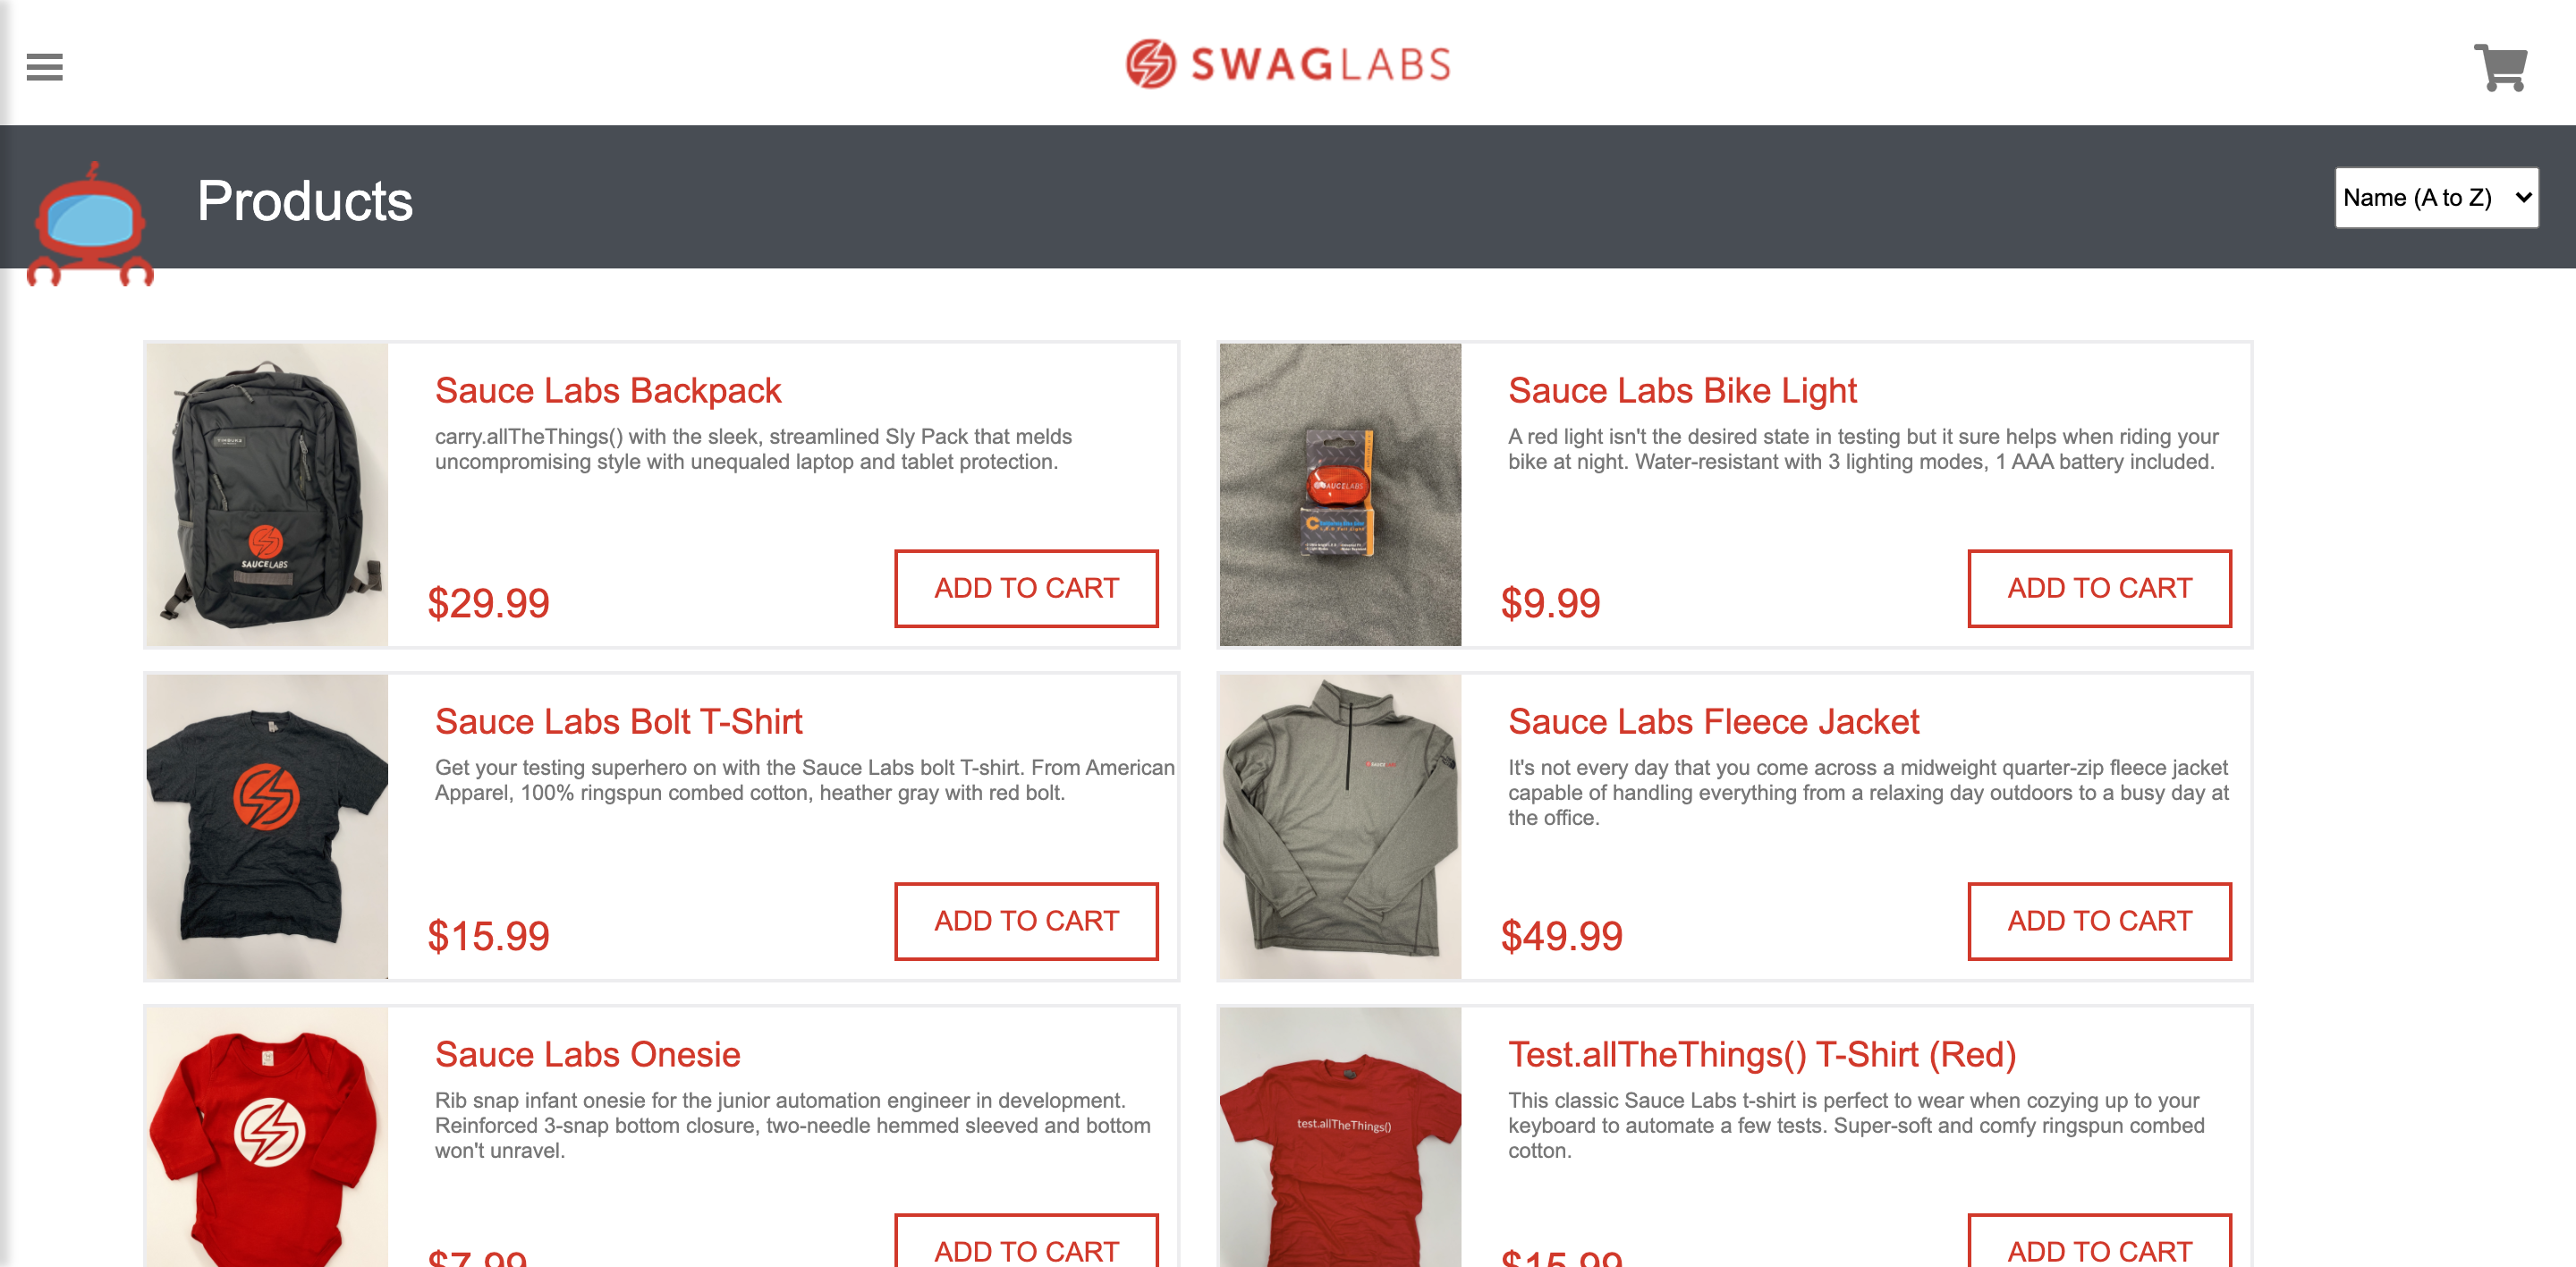 SWAGLABS
Products
Name (A to Z)
Sauce Labs Backpack
carry.allTheThings() with the sleek, streamlined Sly Pack that melds
uncompromising style with unequaled laptop and tablet protection.
$29.99
ADD TO CART
SAUCELABS
Sauce Labs Bike Light
A red light isn't the desired state in testing but it sure helps when riding your
bike at night. Water-resistant with 3 lighting modes, 1 AAA battery included.
$9.99
ADD TO CART
Sauce Labs Bolt T-Shirt
Get your testing superhero on with the Sauce Labs bolt T-shirt. From American
Apparel, 100% ringspun combed cotton, heather gray with red bolt.
$15.99
ADD TO CART
Sauce Labs Fleece Jacket
It's not every day that you come across a midweight quarter-zip fleece jacket
capable of handling everything from a relaxing day outdoors to a busy day at
the office.
$49.99
ADD TO CART
Sauce Labs Onesie
Rib snap infant onesie for the junior automation engineer in development.
Reinforced 3-snap bottom closure, two-needle hemmed sleeved and bottom
won't unravel.
$7.99
ADD TO CART
test.allTheThings()
Test.allTheThings() T-Shirt (Red)
This classic Sauce Labs t-shirt is perfect to wear when cozying up to your
keyboard to automate a few tests. Super-soft and comfy ringspun combed
cotton.
$15.99
ADD TO CART